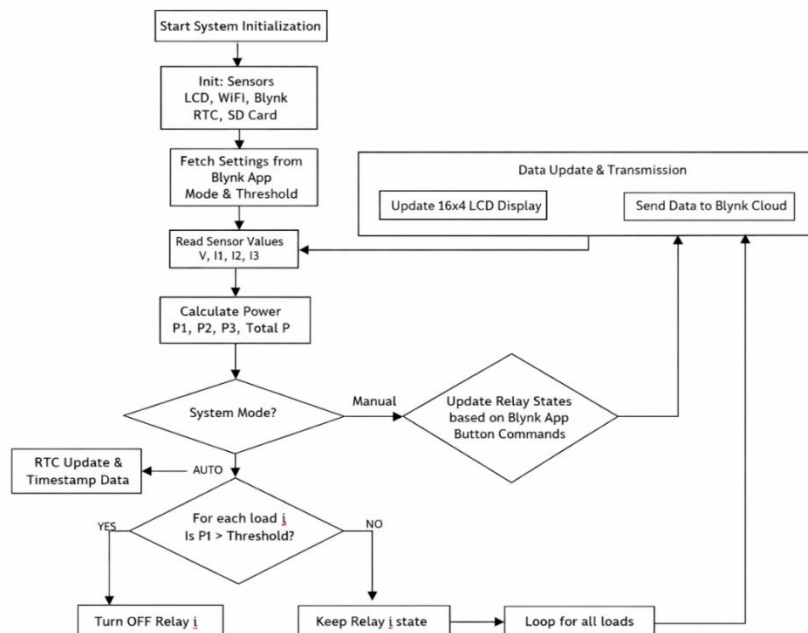 Start System Initialization
Init: Sensors
LCD, WiFi, Blynk
RTC, SD Card
Fetch Settings from
Blynk App
Mode & Threshold
Data Update & Transmission
Update 16x4 LCD Display
Send Data to Blynk Cloud
Read Sensor Values
V, I1, I2, I3
Calculate Power
P1, P2, P3, Total P
System Mode?
Manual
Update Relay States
based on Blynk App
Button Commands
RTC Update &
Timestamp Data
AUTO
For each load i
Is P1 > Threshold?
YES
NO
Turn OFF Relay i
Keep Relay i state
Loop for all loads